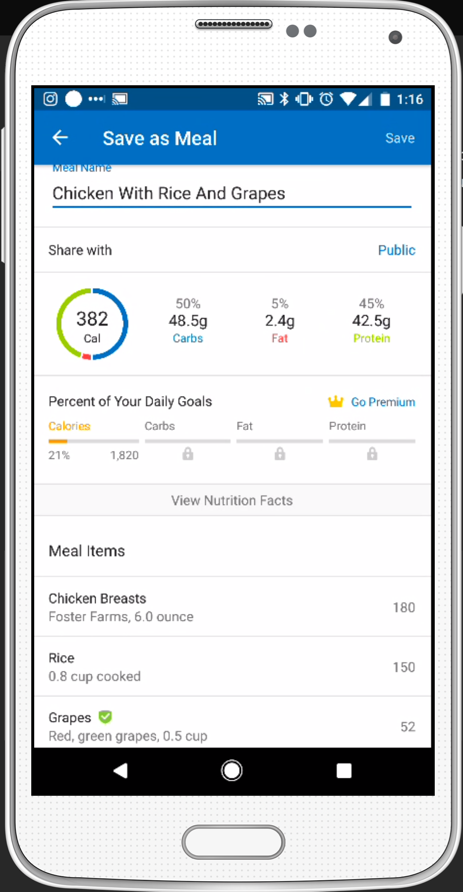 1:16
Save as Meal
Save
Meal Name
Chicken With Rice And Grapes
Share with
Public
382
Cal
50%
48.5g
Carbs
5%
2.4g
Fat
45%
42.5g
Protein
Percent of Your Daily Goals
Go Premium
Calories
Carbs
Fat
Protein
21%
1,820
View Nutrition Facts
Meal Items
Chicken Breasts
Foster Farms, 6.0 ounce
180
Rice
0.8 cup cooked
150
Grapes
Red, green grapes, 0.5 cup
52